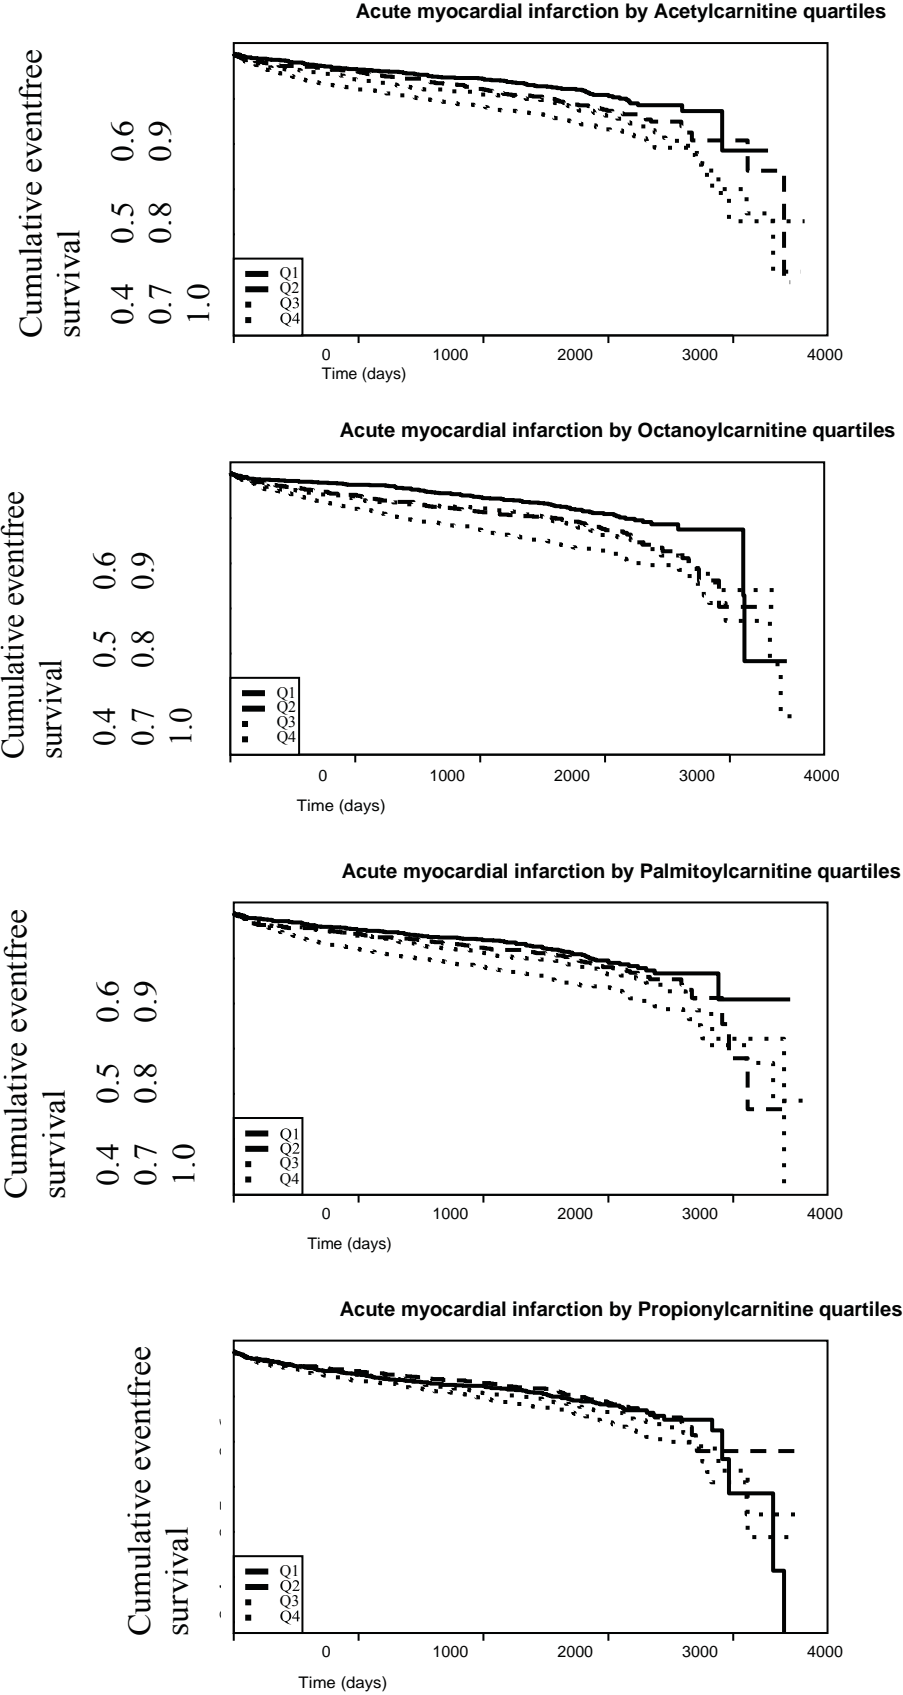 Acute myocardial infarction by Acetylcarnitine quartiles
Cumulative eventfree
survival
0.4 0.5 0.6
0.7 0.8 0.9
1.0
Q1
Q2
Q3
Q4
0 1000 2000 3000 4000
Time (days)
Acute myocardial infarction by Octanoylcarnitine quartiles
Cumulative eventfree
survival
0.4 0.5 0.6
0.7 0.8 0.9
1.0
Q1
Q2
Q3
Q4
0 1000 2000 3000 4000
Time (days)
Acute myocardial infarction by Palmitoylcarnitine quartiles
Cumulative eventfree
survival
0.4 0.5 0.6
0.7 0.8 0.9
1.0
Q1
Q2
Q3
Q4
0 1000 2000 3000 4000
Time (days)
Acute myocardial infarction by Propionylcarnitine quartiles
Cumulative eventfree
survival
Q1
Q2
Q3
Q4
0 1000 2000 3000 4000
Time (days)